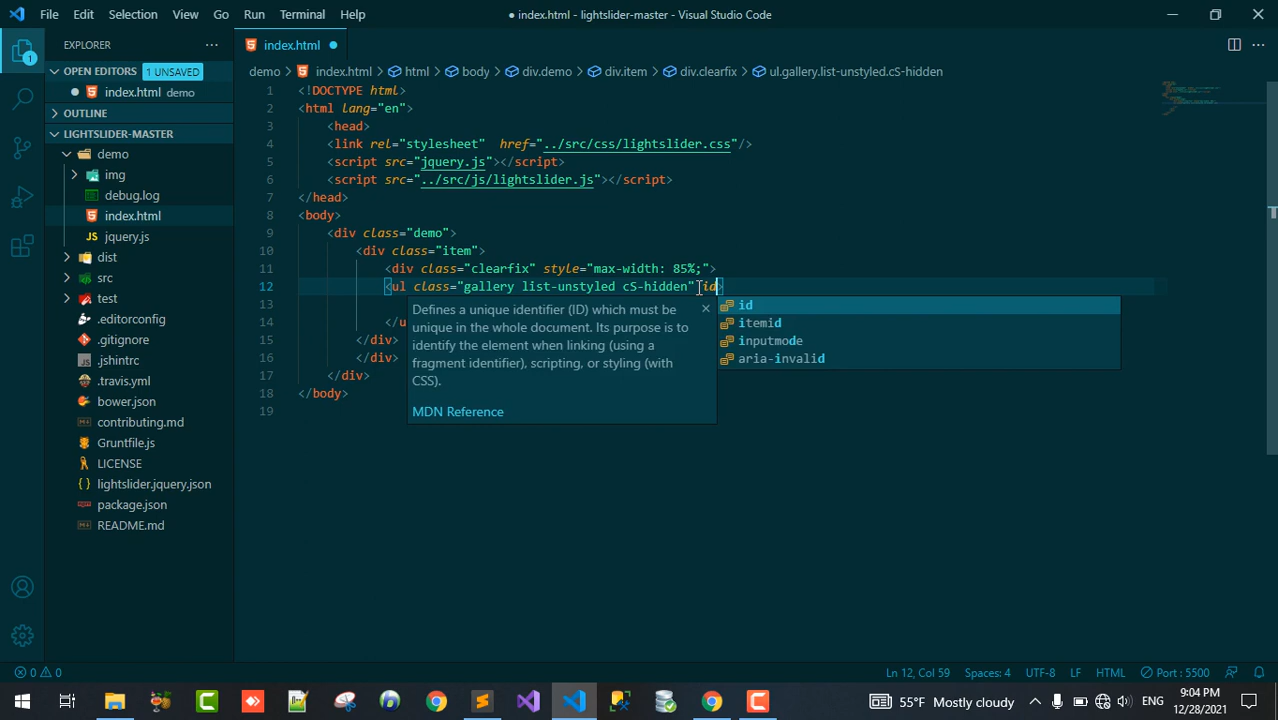 File Edit Selection View Go Run Terminal Help
● index.html - lightslider-master - Visual Studio Code
EXPLORER
index.html
OPEN EDITORS 1 UNSAVED
index.html demo
OUTLINE
LIGHTSLIDER-MASTER
demo
img
debug.log
index.html
JS jquery.js
dist
src
test
.editorconfig
.gitignore
.jshintrc
.travis.yml
bower.json
contributing.md
Gruntfile.js
LICENSE
lightslider.jquery.json
package.json
README.md
1
demo > index.html > html > body > div.demo > div.item > div.clearfix > ul.gallery.list-unstyled.cS-hidden
1 <!DOCTYPE html>
2 <html lang="en">
3 <head>
4 <link rel="stylesheet" href="../src/css/lightslider.css"/>
5 <script src="jquery.js"></script>
6 <script src="../src/js/lightslider.js"></script>
7 </head>
8 <body>
9 <div class="demo">
10 <div class="item">
11 <div class="clearfix" style="max-width: 85%;">
12 <ul class="gallery list-unstyled cS-hidden" id>
13
14 </u
15 </div>
16 </div>
17 </div>
18 </body>
19
Defines a unique identifier (ID) which must be
unique in the whole document. Its purpose is to
identify the element when linking (using a
fragment identifier), scripting, or styling (with
CSS).
MDN Reference
id
itemid
inputmode
aria-invalid
0 0 Ln 12, Col 59 Spaces: 4 UTF-8 LF HTML Port : 5500
55°F Mostly cloudy ENG 9:04 PM
12/28/2021